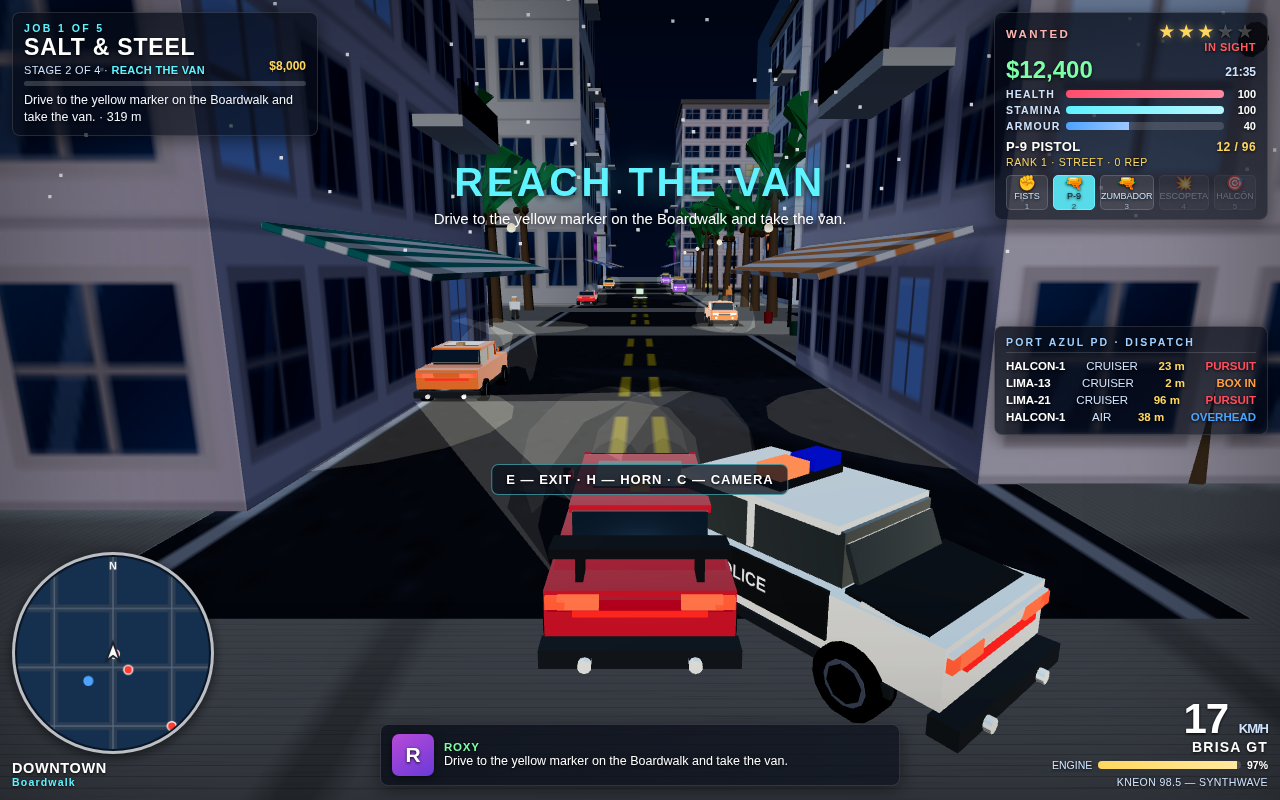 JOB 1 OF 5
SALT & STEEL
STAGE 2 OF 4 · REACH THE VAN
$8,000
Drive to the yellow marker on the Boardwalk and
take the van. · 319 m
WANTED
★★★★★
IN SIGHT
$12,400
21:35
HEALTH 100
STAMINA 100
ARMOUR 40
P-9 PISTOL 12 / 96
RANK 1 · STREET · 0 REP
FISTS P-9 ZUMBADOR ESCOPETA HALCÓN
1 2 3 4 5
REACH THE VAN
Drive to the yellow marker on the Boardwalk and take the van.
PORT AZUL PD · DISPATCH
HALCON-1 CRUISER 23 m PURSUIT
LIMA-13 CRUISER 2 m BOX IN
LIMA-21 CRUISER 96 m PURSUIT
HALCON-1 AIR 38 m OVERHEAD
E — EXIT · H — HORN · C — CAMERA
POLICE
N
DOWNTOWN
Boardwalk
R
ROXY
Drive to the yellow marker on the Boardwalk and take the van.
17 KM/H
BRISA GT
ENGINE 97%
KNEON 98.5 — SYNTHWAVE